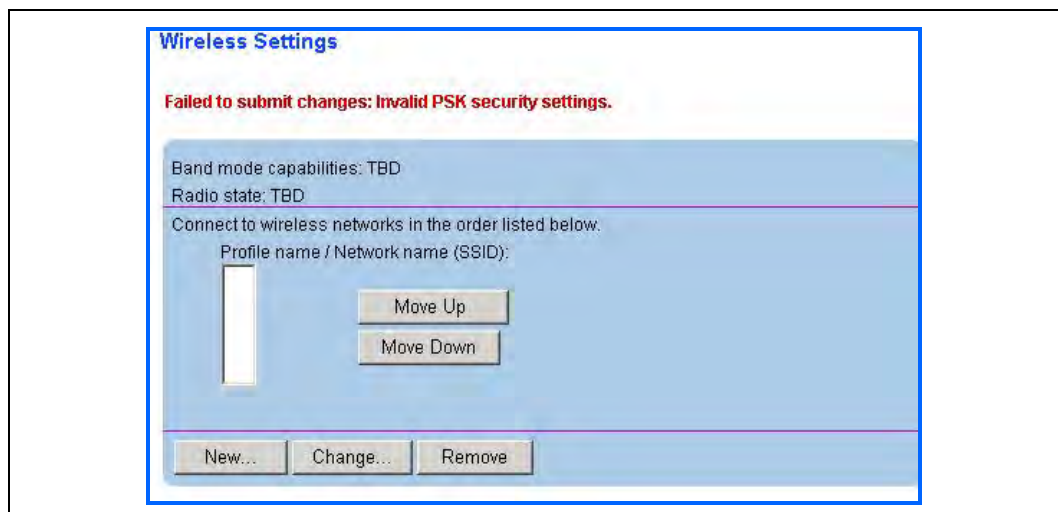 Wireless Settings
Failed to submit changes: Invalid PSK security settings.
Band mode capabilities: TBD
Radio state: TBD
Connect to wireless networks in the order listed below.
Profile name / Network name (SSID):
Move Up
Move Down
New...
Change...
Remove